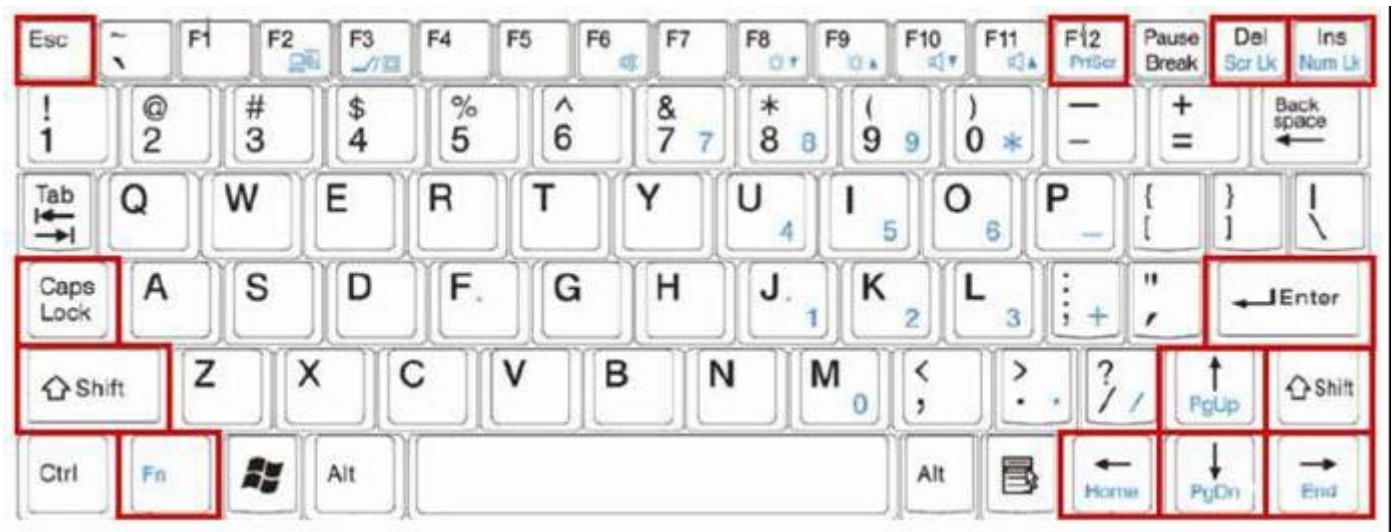 Esc ~ ` F1 F2 F3 F4 F5 F6 F7 F8 F9 F10 F11 F12 PrtScr Pause Break Del Scr Lk Ins Num Lk
! 1 @ 2 # 3 $ 4 % 5 ^ 6 & 7 7 * 8 8 ( 9 9 ) 0 * — – + = Back space ←
Tab Q W E R T Y U 4 I 5 O 6 P – { [ } ] | \
Caps Lock A S D F J. G H J 1 K 2 L 3 : ; + " ' Enter
Shift Z X C V B N M 0 < , > . . ? / / ↑ PgUp Shift
Ctrl Fn Alt Alt ← Home ↓ PgDn → End